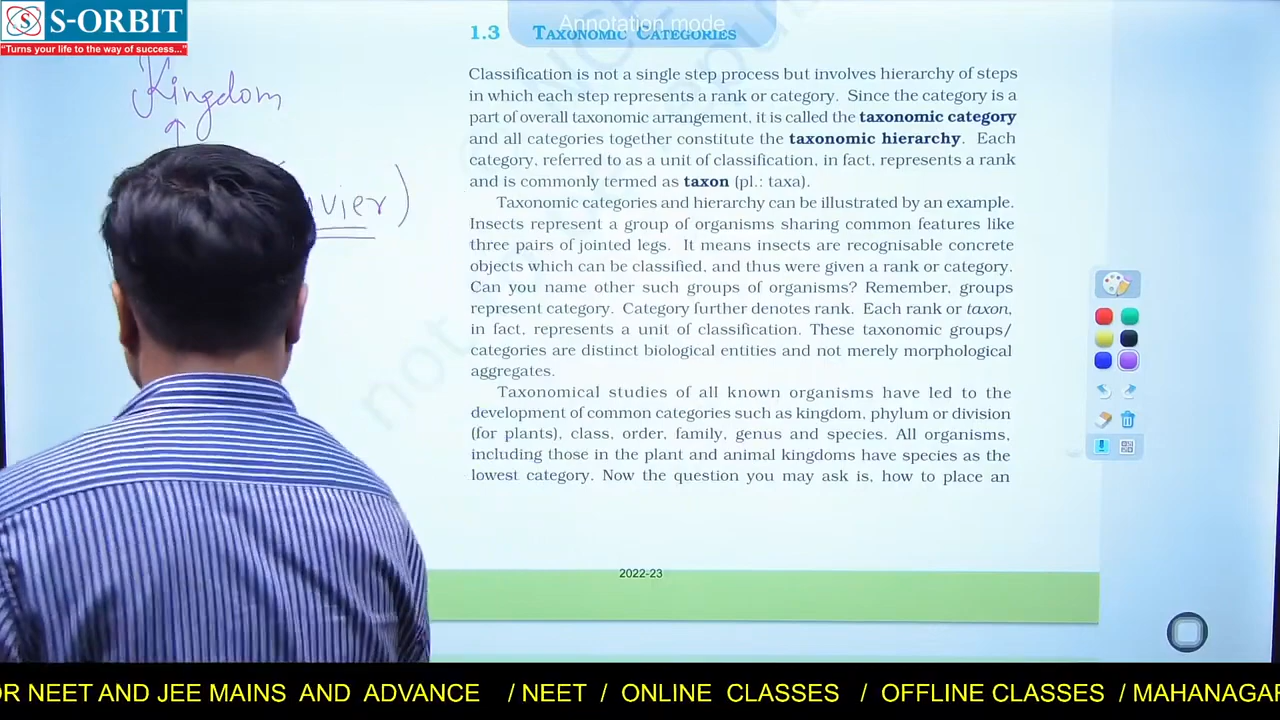 S-ORBIT
"Turns your life to the way of success..."
Annotation mode
1.3 TAXONOMIC CATEGORIES
Kingdom
Classification is not a single step process but involves hierarchy of steps
in which each step represents a rank or category. Since the category is a
part of overall taxonomic arrangement, it is called the taxonomic category
and all categories together constitute the taxonomic hierarchy. Each
category, referred to as a unit of classification, in fact, represents a rank
and is commonly termed as taxon (pl.: taxa).
Taxonomic categories and hierarchy can be illustrated by an example.
Insects represent a group of organisms sharing common features like
three pairs of jointed legs. It means insects are recognisable concrete
objects which can be classified, and thus were given a rank or category.
Can you name other such groups of organisms? Remember, groups
represent category. Category further denotes rank. Each rank or taxon,
in fact, represents a unit of classification. These taxonomic groups/
categories are distinct biological entities and not merely morphological
aggregates.
Taxonomical studies of all known organisms have led to the
development of common categories such as kingdom, phylum or division
(for plants), class, order, family, genus and species. All organisms,
including those in the plant and animal kingdoms have species as the
lowest category. Now the question you may ask is, how to place an
2022-23
OR NEET AND JEE MAINS AND ADVANCE / NEET / ONLINE CLASSES / OFFLINE CLASSES / MAHANAGAR